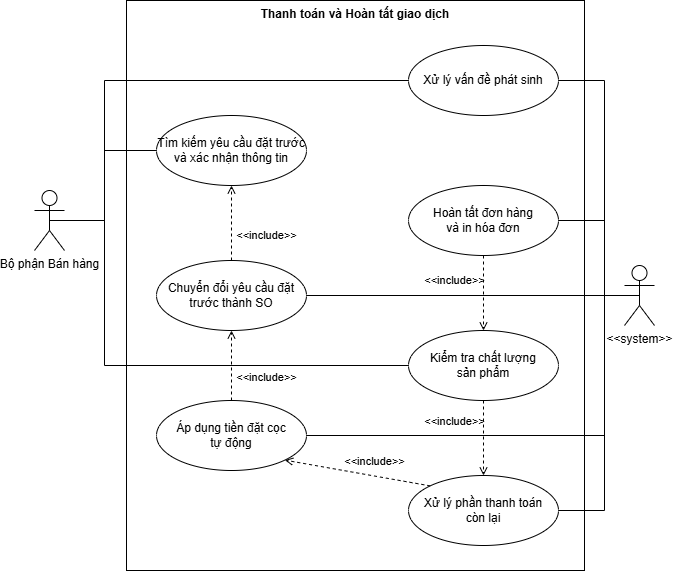 Thanh toán và Hoàn tất giao dịch
Xử lý vấn đề phát sinh
Tìm kiếm yêu cầu đặt trước
và xác nhận thông tin
Hoàn tất đơn hàng
và in hóa đơn
Bộ phận Bán hàng
<<include>>
<<include>>
Chuyển đổi yêu cầu đặt
trước thành SO
<<system>>
Kiểm tra chất lượng
sản phẩm
<<include>>
Áp dụng tiền đặt cọc
tự động
<<include>>
<<include>>
Xử lý phần thanh toán
còn lại